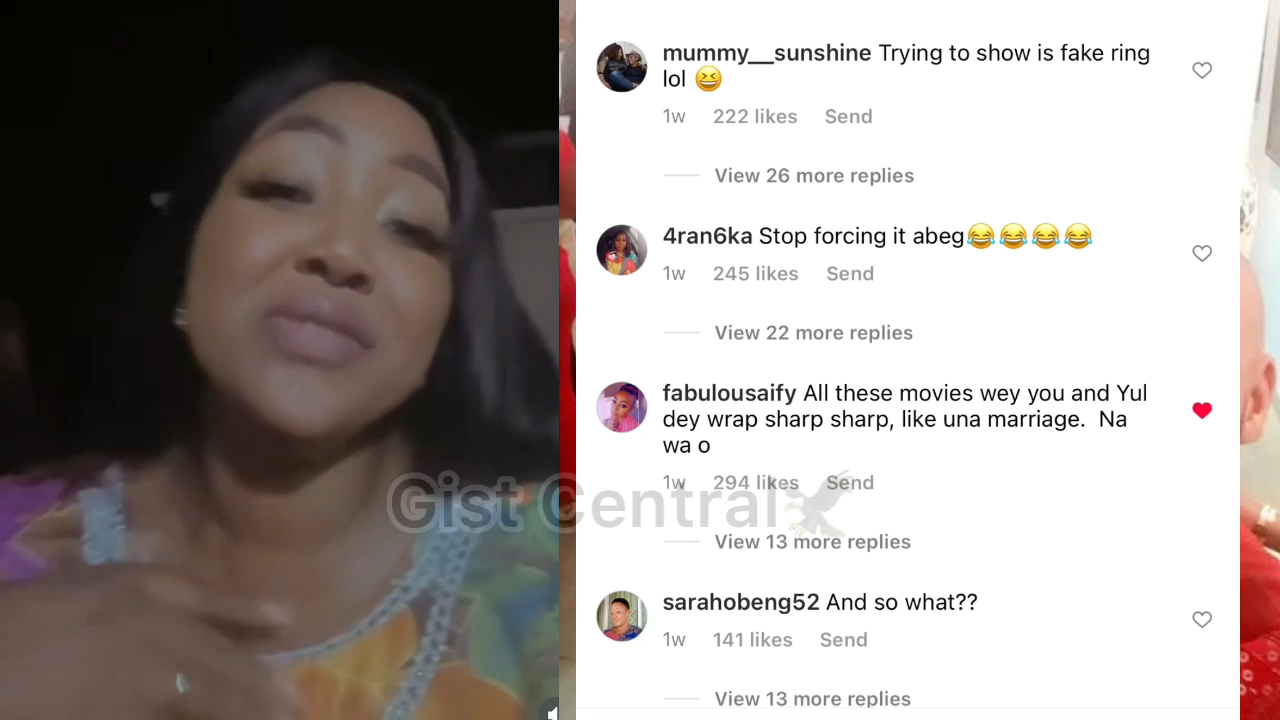 mummy__sunshine Trying to show is fake ring
lol 😆
1w 222 likes Send
View 26 more replies
4ran6ka Stop forcing it abeg😂😂😂😂
1w 245 likes Send
View 22 more replies
fabulousaify All these movies wey you and Yul
dey wrap sharp sharp, like una marriage. Na
wa o
1w 294 likes Send
Gist Central
View 13 more replies
sarahobeng52 And so what??
1w 141 likes Send
View 13 more replies